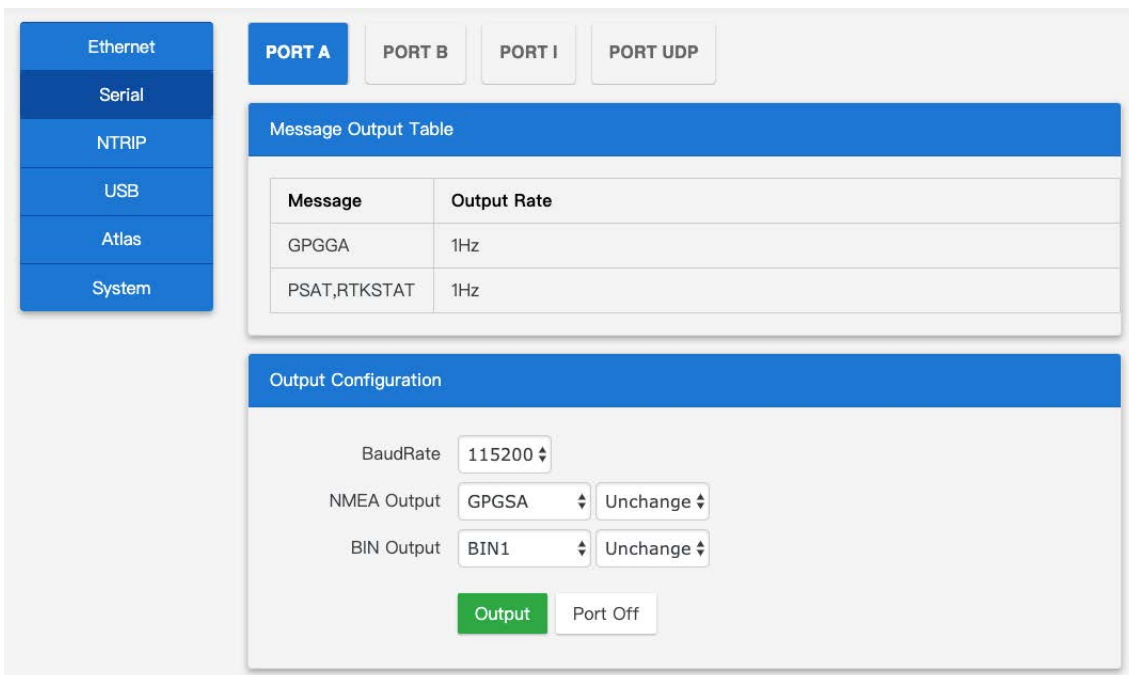 Ethernet
Serial
NTRIP
USB
Atlas
System
PORT A PORT B PORT I PORT UDP
Message Output Table
Message Output Rate
GPGGA 1Hz
PSAT,RTKSTAT 1Hz
Output Configuration
BaudRate 115200
NMEA Output GPGSA Unchange
BIN Output BIN1 Unchange
Output Port Off